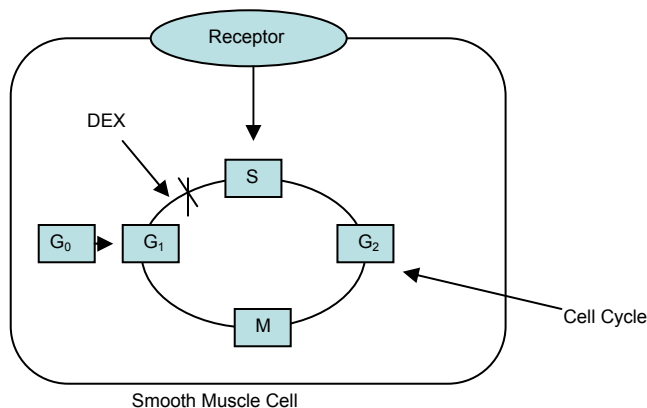 Receptor
DEX
S
G₀
G₁
G₂
M
Cell Cycle
Smooth Muscle Cell